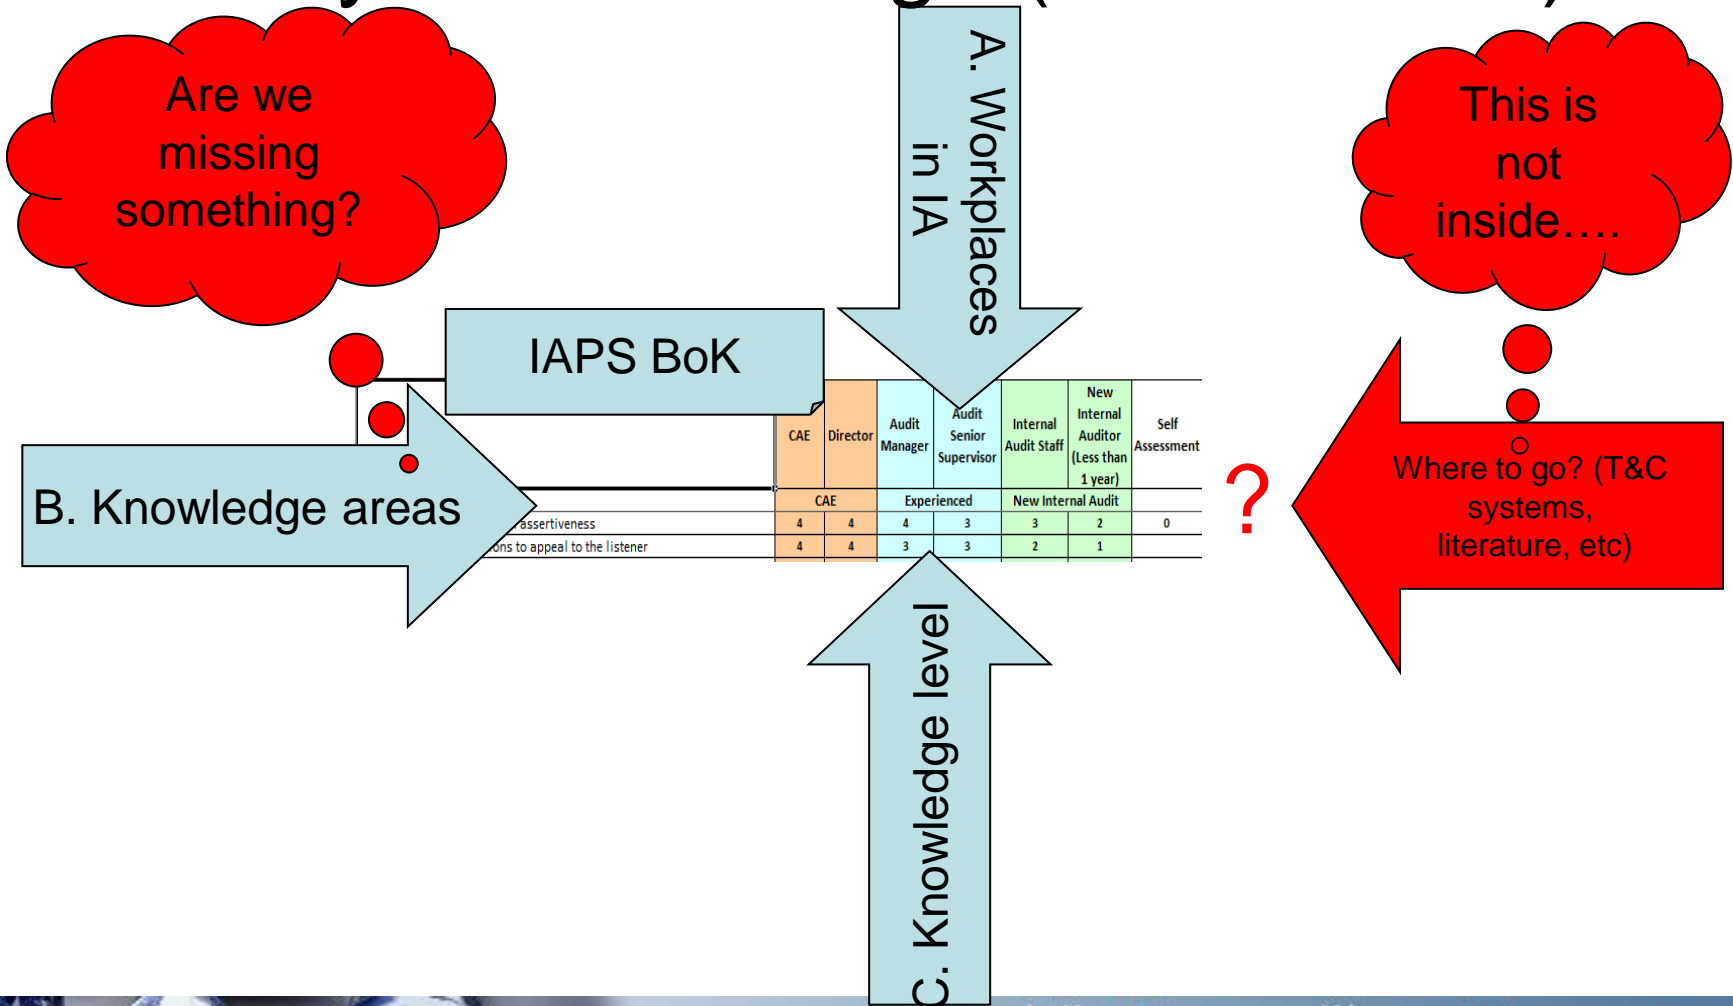 Are we
missing
something?
A. Workplaces
in IA
This is
not
inside….
IAPS BoK
CAE
Director
Audit
Manager
Audit
Senior
Supervisor
Internal
Audit Staff
New
Internal
Auditor
(Less than
1 year)
Self
Assessment
CAE Experienced New Internal Audit
assertiveness 4 4 4 3 3 2 0
to appeal to the listener 4 4 3 3 2 1
B. Knowledge areas
?
Where to go? (T&C
systems,
literature, etc)
C. Knowledge level